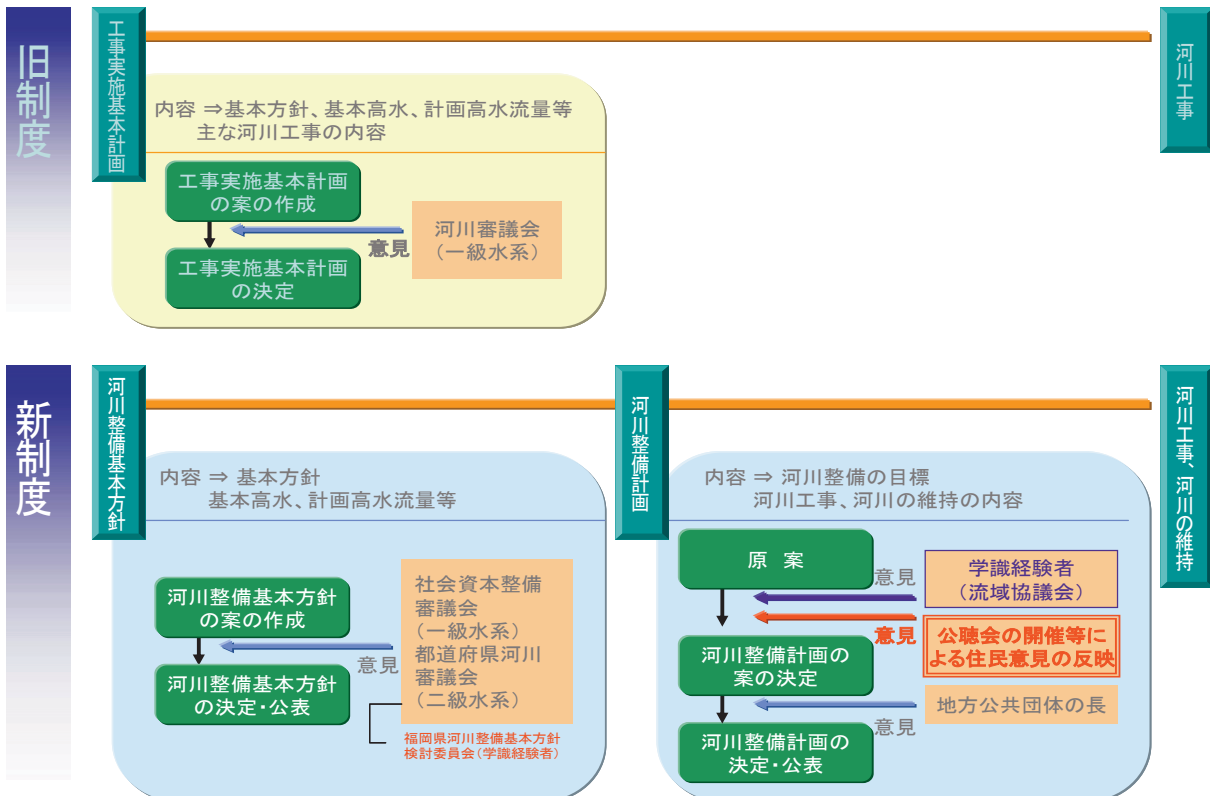 旧制度
工事実施基本計画
河川工事
内容 ⇒基本方針、基本高水、計画高水流量等
主な河川工事の内容
工事実施基本計画
の案の作成
意見
河川審議会
(一級水系)
工事実施基本計画
の決定
新制度
河川整備基本方針
河川整備計画
河川工事、河川の維持
内容 ⇒ 基本方針
基本高水、計画高水流量等
河川整備基本方針
の案の作成
意見
社会資本整備
審議会
(一級水系)
都道府県河川
審議会
(二級水系)
河川整備基本方針
の決定・公表
福岡県河川整備基本方針
検討委員会(学識経験者)
内容 ⇒ 河川整備の目標
河川工事、河川の維持の内容
原 案
意見
学識経験者
(流域協議会)
意見
公聴会の開催等に
よる住民意見の反映
河川整備計画の
案の決定
意見
地方公共団体の長
河川整備計画の
決定・公表